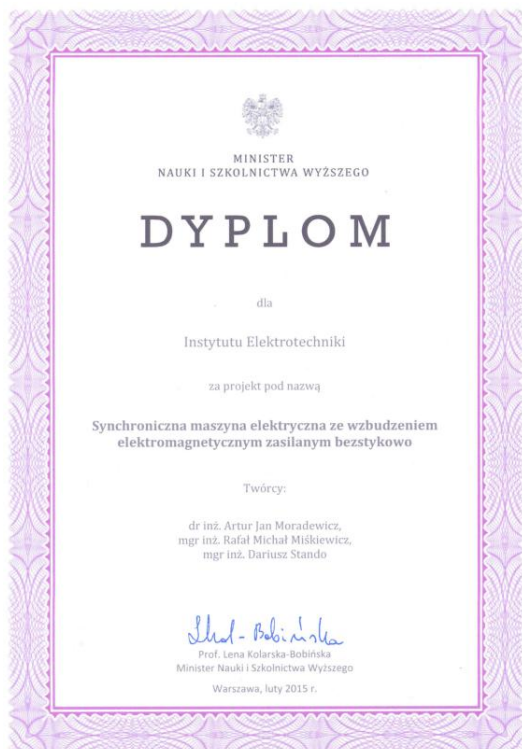 MINISTER
NAUKI I SZKOLNICTWA WYŻSZEGO
DYPLOM
dla
Instytutu Elektrotechniki
za projekt pod nazwą
Synchroniczna maszyna elektryczna ze wzbudzeniem
elektromagnetycznym zasilanym bezstykowo
Twórcy:
dr inż. Artur Jan Moradewicz,
mgr inż. Rafał Michał Miśkiewicz,
mgr inż. Dariusz Stando
Prof. Lena Kolarska-Bobińska
Minister Nauki i Szkolnictwa Wyższego
Warszawa, luty 2015 r.